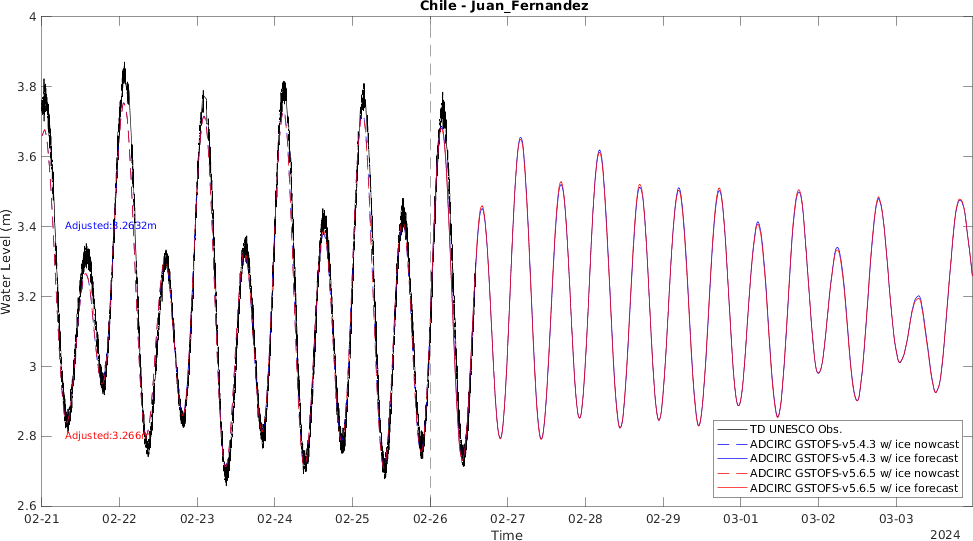 Chile - Juan_Fernandez
4
3.8
3.6
3.4
3.2
3
2.8
2.6
Water Level (m)
Adjusted:3.2632m
02-21
02-22
02-23
02-24
02-25
02-26
02-27
02-28
02-29
03-01
03-02
03-03
Time
2024
TD UNESCO Obs.
ADCIRC GSTOFS-v5.4.3 w/ ice nowcast
ADCIRC GSTOFS-v5.4.3 w/ ice forecast
ADCIRC GSTOFS-v5.6.5 w/ ice nowcast
ADCIRC GSTOFS-v5.6.5 w/ ice forecast